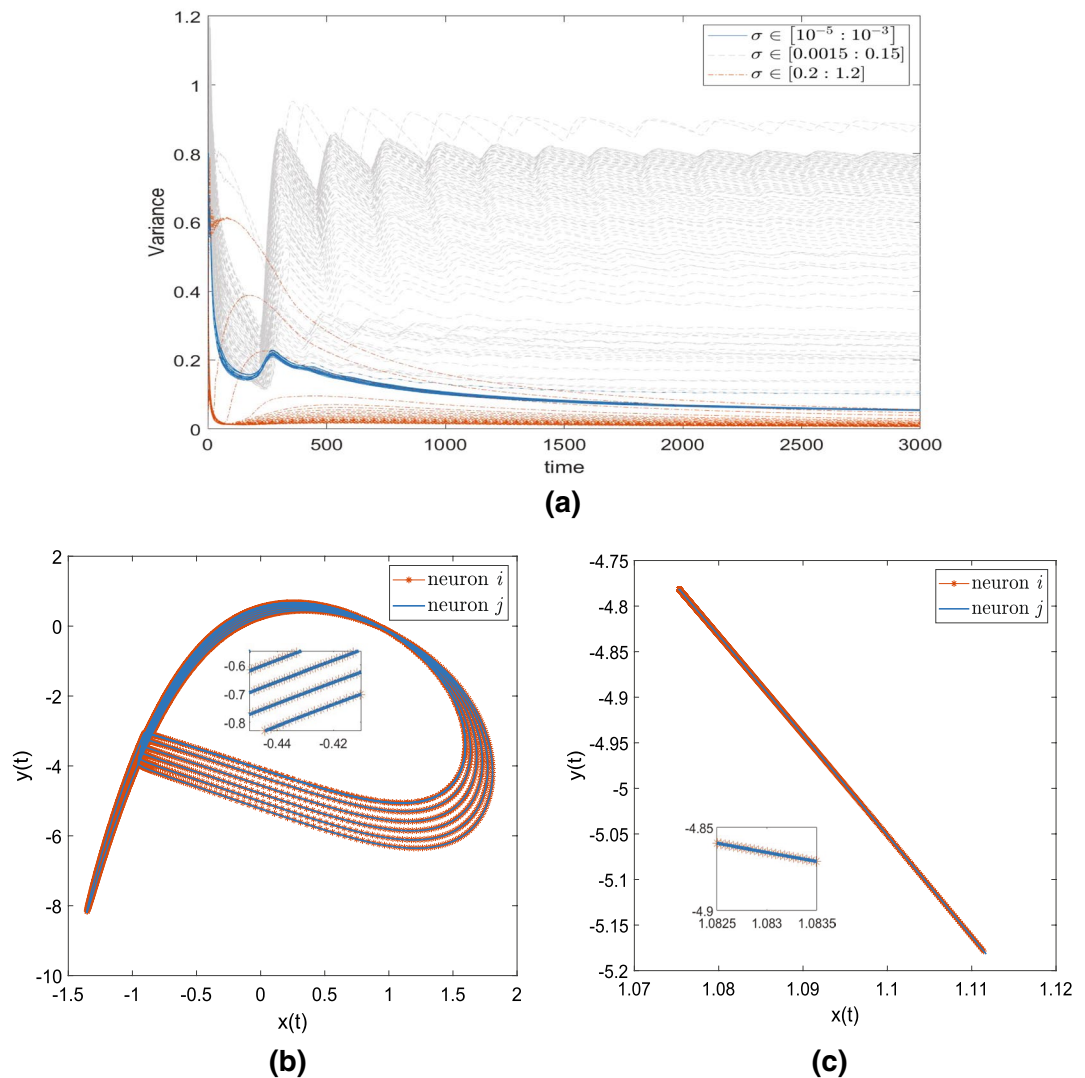 1.2
1
0.8
0.6
0.4
0.2
0
Variance
σ ∈ [10⁻⁵ : 10⁻³]
σ ∈ [0.0015 : 0.15]
σ ∈ [0.2 : 1.2]
0 500 1000 1500 2000 2500 3000
time
(a)
2
0
-2
-4
-6
-8
-10
y(t)
neuron i
neuron j
-0.6
-0.7
-0.8
-0.44 -0.42
-1.5 -1 -0.5 0 0.5 1 1.5 2
x(t)
(b)
-4.75
-4.8
-4.85
-4.9
-4.95
-5
-5.05
-5.1
-5.15
-5.2
y(t)
neuron i
neuron j
-4.85
-4.9
1.0825 1.083 1.0835
1.07 1.08 1.09 1.1 1.11 1.12
x(t)
(c)